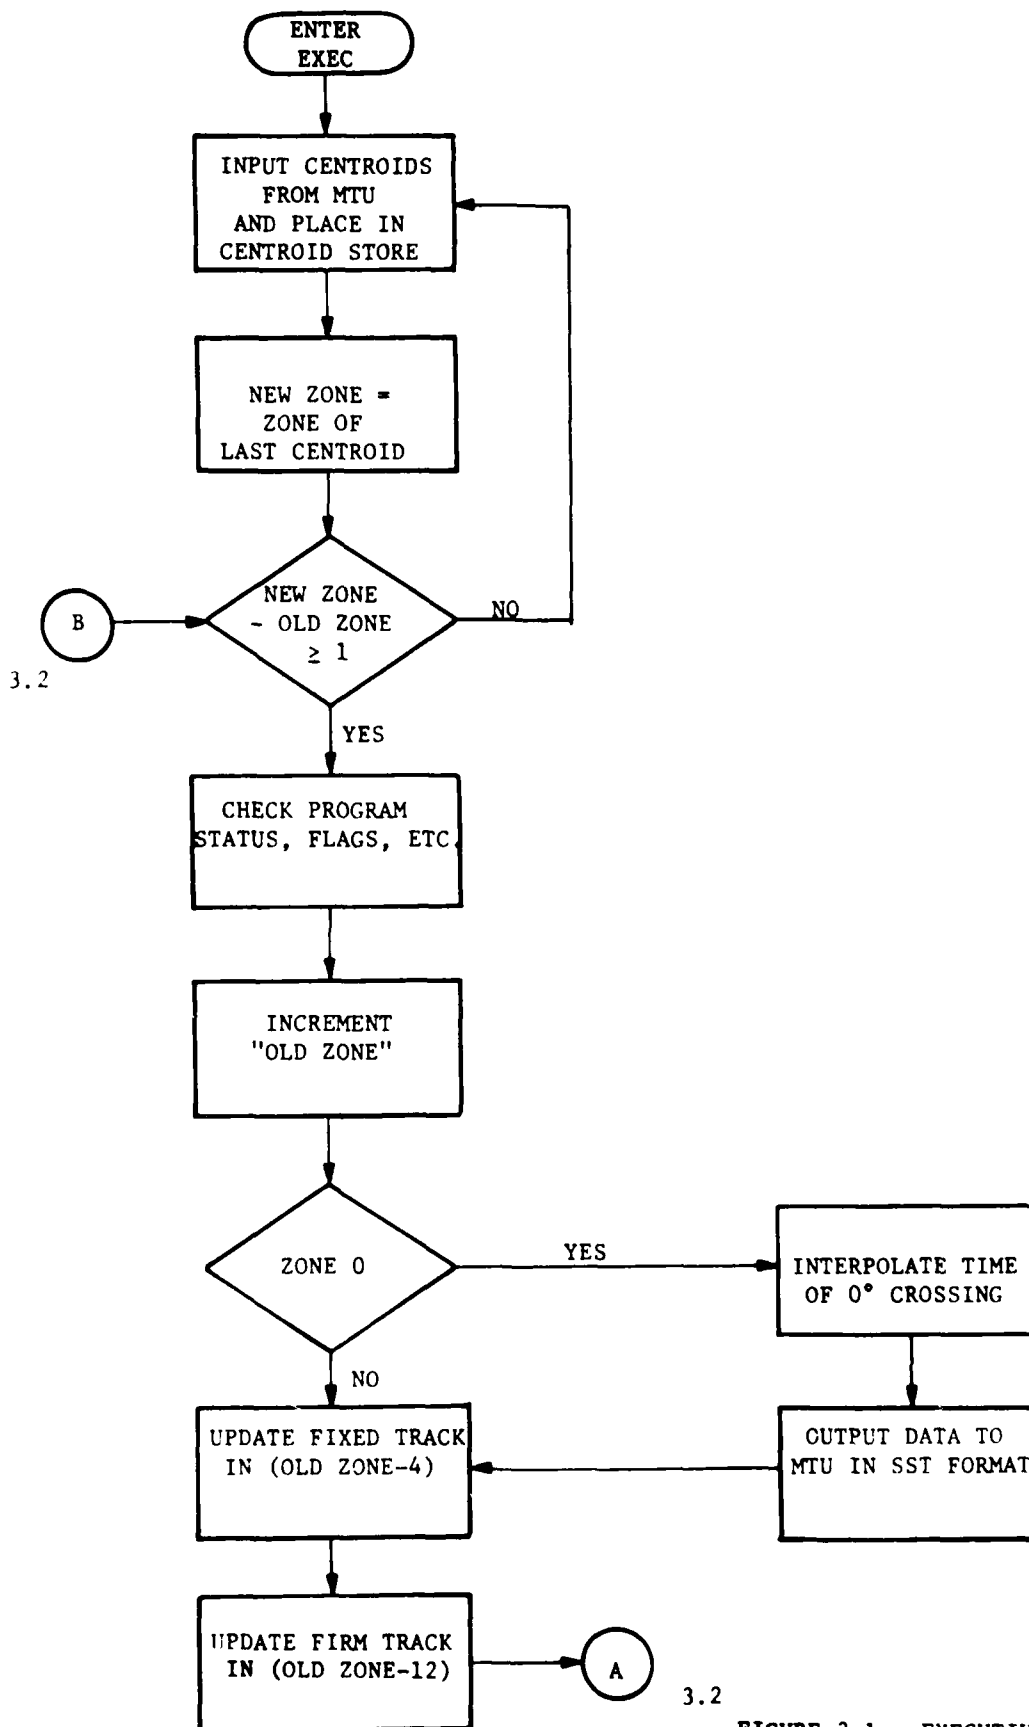 ENTER
EXEC
INPUT CENTROIDS
FROM MTU
AND PLACE IN
CENTROID STORE
NEW ZONE =
ZONE OF
LAST CENTROID
NEW ZONE
- OLD ZONE
≥ 1
NO
B
3.2
YES
CHECK PROGRAM
STATUS, FLAGS, ETC.
INCREMENT
"OLD ZONE"
ZONE 0
YES
INTERPOLATE TIME
OF 0° CROSSING
NO
UPDATE FIXED TRACK
IN (OLD ZONE-4)
OUTPUT DATA TO
MTU IN SST FORMAT
UPDATE FIRM TRACK
IN (OLD ZONE-12)
A
3.2